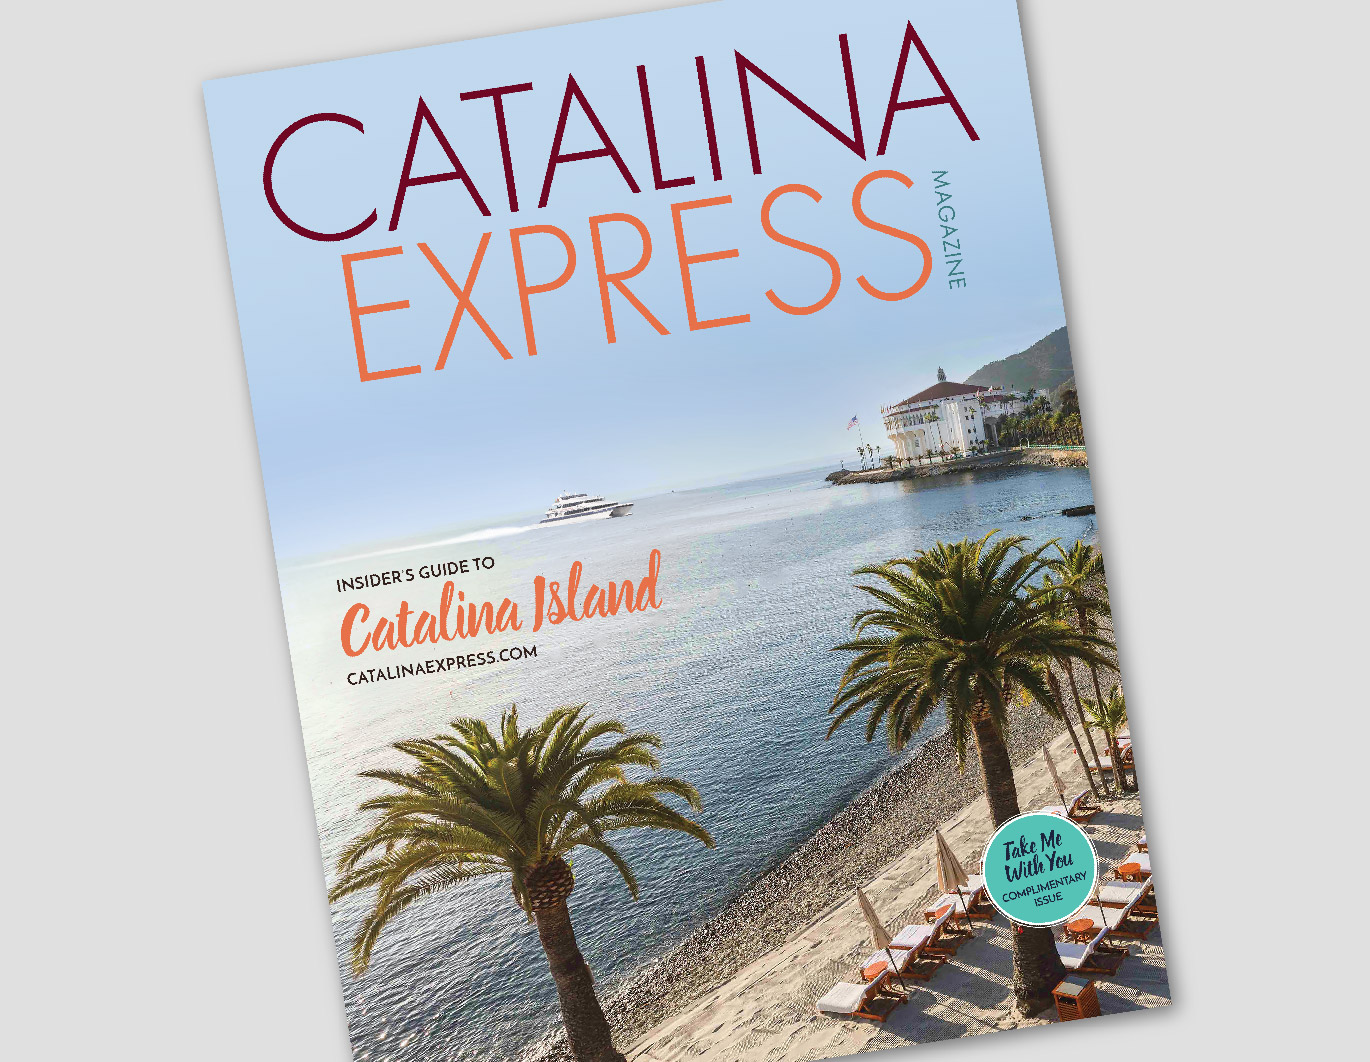 CATALINA
EXPRESS
MAGAZINE
INSIDER'S GUIDE TO
Catalina Island
CATALINAEXPRESS.COM
Take Me
With You
COMPLIMENTARY
ISSUE